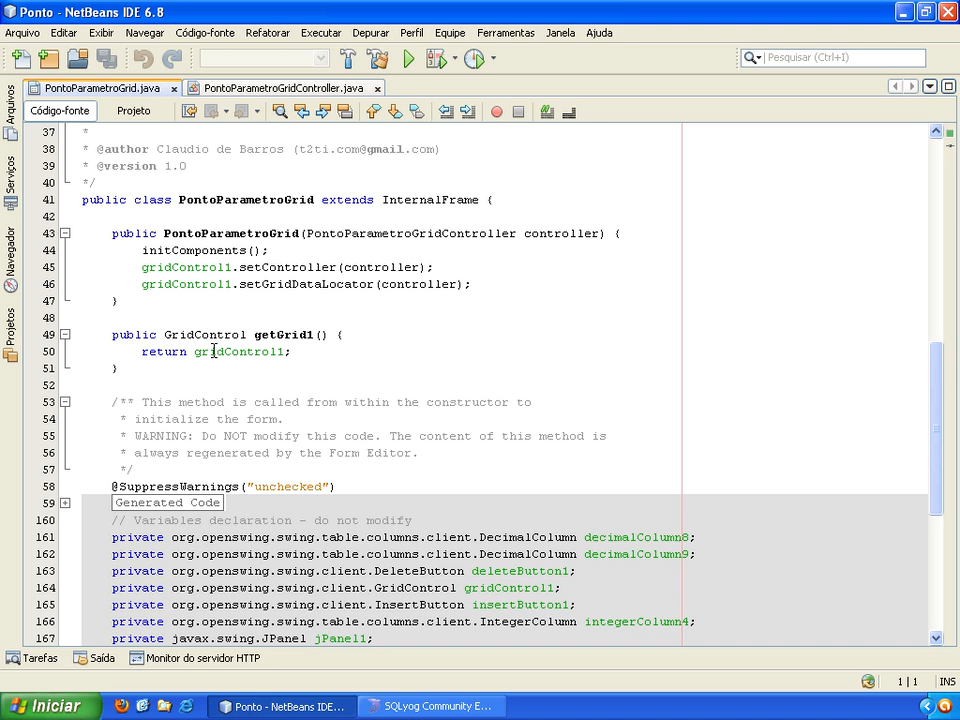 Ponto - NetBeans IDE 6.8
Arquivo Editar Exibir Navegar Código-fonte Refatorar Executar Depurar Perfil Equipe Ferramentas Janela Ajuda
Pesquisar (Ctrl+I)
PontoParametroGrid.java PontoParametroGridController.java
Código-fonte Projeto
Arquivos
Serviços
Navegador
Projetos
37 *
38 * @author Claudio de Barros (t2ti.com@gmail.com)
39 * @version 1.0
40 */
41 public class PontoParametroGrid extends InternalFrame {
42
43 public PontoParametroGrid(PontoParametroGridController controller) {
44 initComponents();
45 gridControl1.setController(controller);
46 gridControl1.setGridDataLocator(controller);
47 }
48
49 public GridControl getGrid1() {
50 return gridControl1;
51 }
52
53 /** This method is called from within the constructor to
54 * initialize the form.
55 * WARNING: Do NOT modify this code. The content of this method is
56 * always regenerated by the Form Editor.
57 */
58 @SuppressWarnings("unchecked")
59 Generated Code
160 // Variables declaration - do not modify
161 private org.openswing.swing.table.columns.client.DecimalColumn decimalColumn8;
162 private org.openswing.swing.table.columns.client.DecimalColumn decimalColumn9;
163 private org.openswing.swing.client.DeleteButton deleteButton1;
164 private org.openswing.swing.client.GridControl gridControl1;
165 private org.openswing.swing.client.InsertButton insertButton1;
166 private org.openswing.swing.table.columns.client.IntegerColumn integerColumn4;
167 private javax.swing.JPanel jPanel1;
Tarefas Saída Monitor do servidor HTTP
1 | 1 INS
Iniciar Ponto - NetBeans IDE... SQLyog Community E...